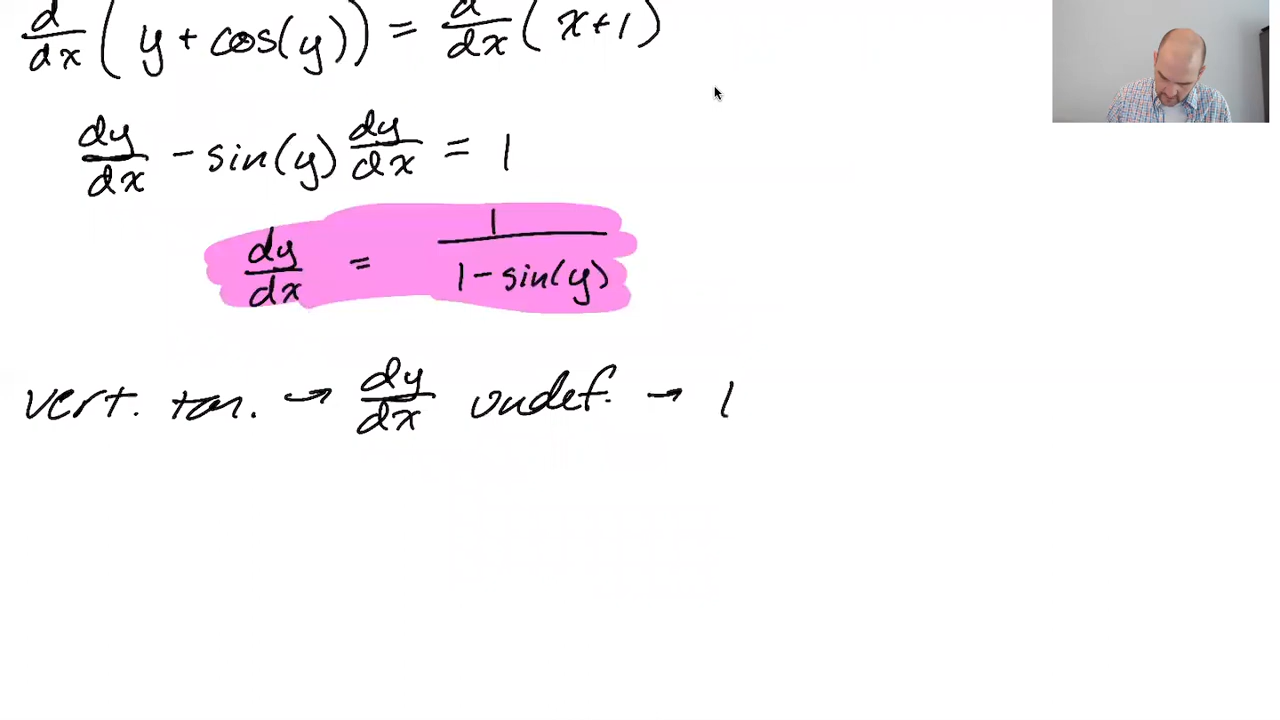 d/dx ( y + cos(y) ) = d/dx ( x+1 )
dy/dx - sin(y) dy/dx = 1
dy/dx = 1/(1 - sin(y))
vert. tan. → dy/dx undef. → 1